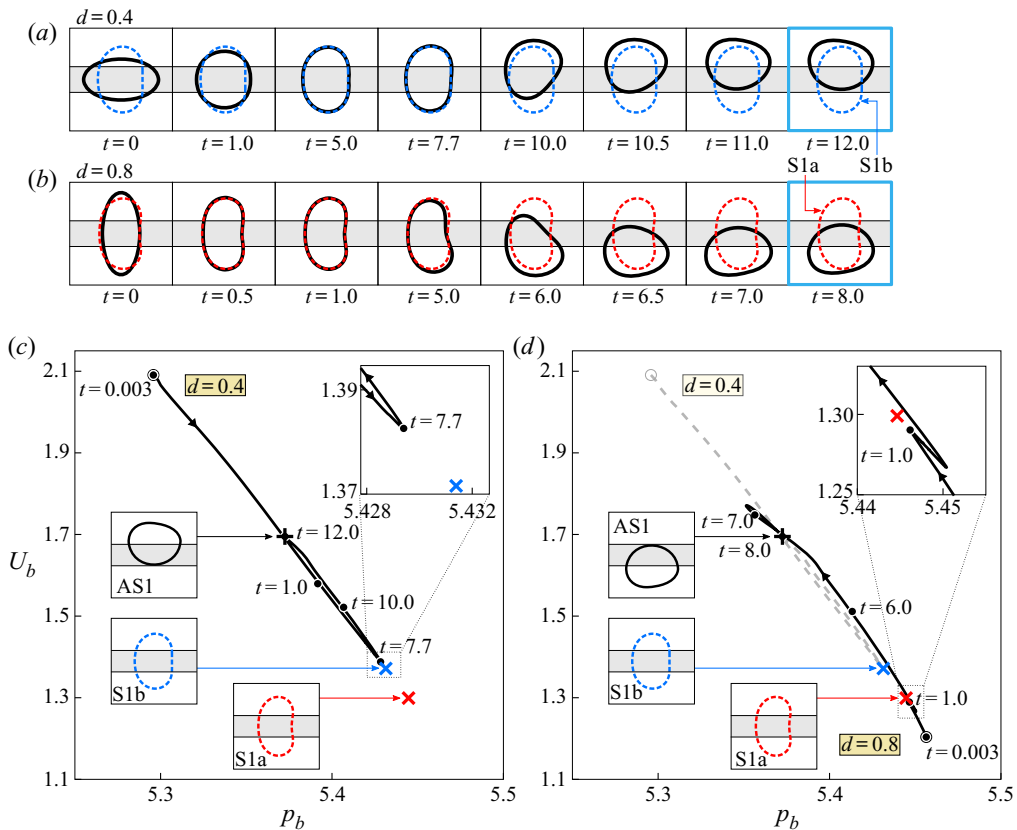 d = 0.4
(a)
t = 0 t = 1.0 t = 5.0 t = 7.7 t = 10.0 t = 10.5 t = 11.0 t = 12.0
d = 0.8 S1a S1b
(b)
t = 0 t = 0.5 t = 1.0 t = 5.0 t = 6.0 t = 6.5 t = 7.0 t = 8.0
(c)
2.1
1.9
1.7
1.5
1.3
1.1
U_b
5.3 5.4 5.5
p_b
t = 0.003
d = 0.4
1.39
t = 7.7
1.37
5.428 5.432
t = 12.0
AS1
t = 1.0
t = 10.0
t = 7.7
S1b
S1a
(d)
2.1
1.9
1.7
1.5
1.3
1.1
5.3 5.4 5.5
p_b
d = 0.4
1.30
t = 1.0
1.25
5.44 5.45
AS1
t = 7.0
t = 8.0
t = 6.0
S1b
t = 1.0
S1a
d = 0.8
t = 0.003